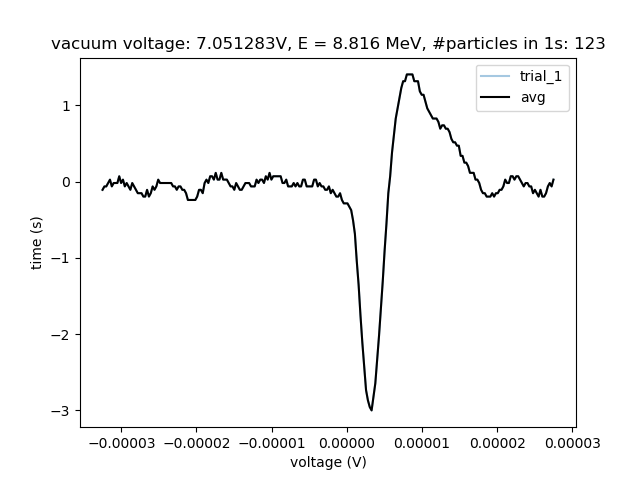 vacuum voltage: 7.051283V, E = 8.816 MeV, #particles in 1s: 123
trial_1
avg
1
0
−1
−2
−3
time (s)
−0.00003 −0.00002 −0.00001 0.00000 0.00001 0.00002 0.00003
voltage (V)